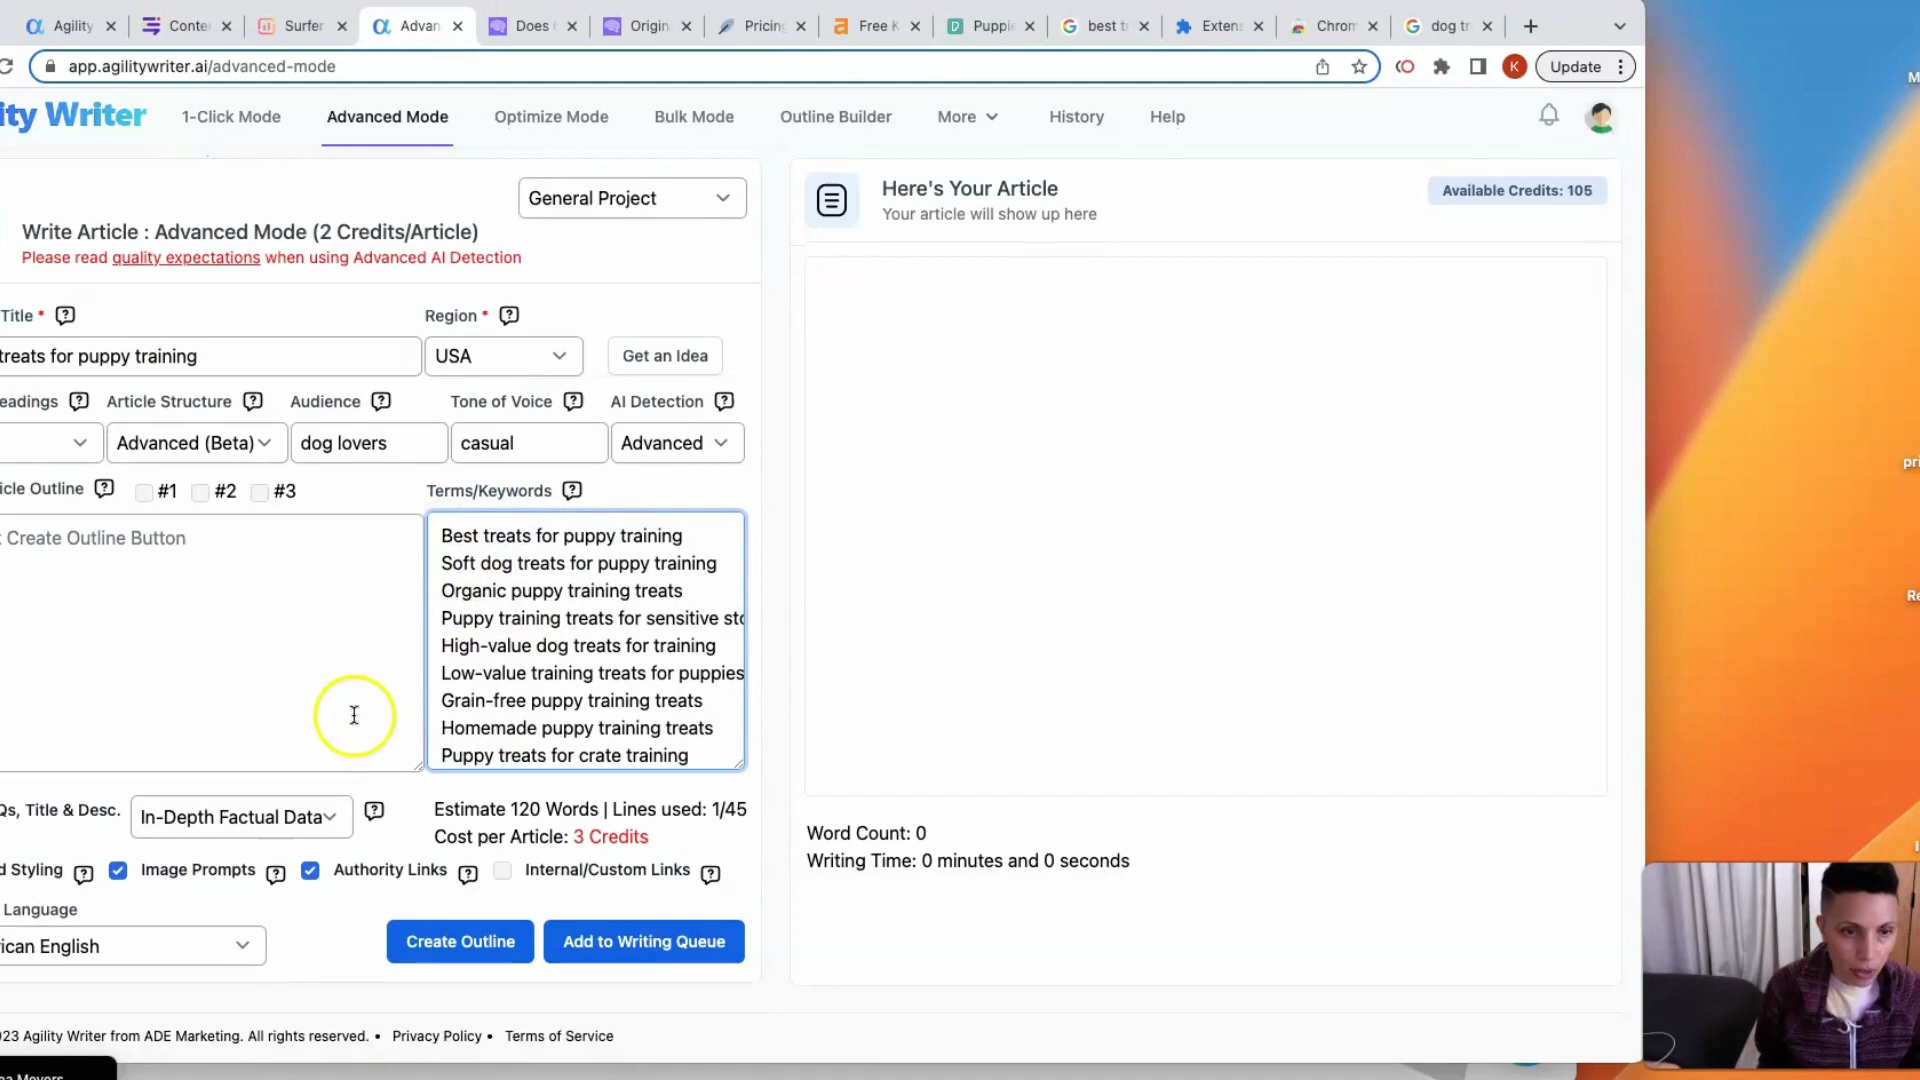 Agility
Conte
Surfer
Advan
Does
Origin
Pricing
Free K
Puppi
best t
Extens
Chrom
dog tr
app.agilitywriter.ai/advanced-mode
K
Update
ity Writer
1-Click Mode
Advanced Mode
Optimize Mode
Bulk Mode
Outline Builder
More
History
Help
General Project
Write Article : Advanced Mode (2 Credits/Article)
Please read quality expectations when using Advanced AI Detection
Title *
Region *
treats for puppy training
USA
Get an Idea
eadings
Article Structure
Audience
Tone of Voice
AI Detection
Advanced (Beta)
dog lovers
casual
Advanced
icle Outline
#1
#2
#3
Terms/Keywords
Create Outline Button
Best treats for puppy training
Soft dog treats for puppy training
Organic puppy training treats
Puppy training treats for sensitive sto
High-value dog treats for training
Low-value training treats for puppies
Grain-free puppy training treats
Homemade puppy training treats
Puppy treats for crate training
Qs, Title & Desc.
In-Depth Factual Data
Estimate 120 Words | Lines used: 1/45
Cost per Article: 3 Credits
d Styling
Image Prompts
Authority Links
Internal/Custom Links
Language
ican English
Create Outline
Add to Writing Queue
Here's Your Article
Your article will show up here
Available Credits: 105
Word Count: 0
Writing Time: 0 minutes and 0 seconds
023 Agility Writer from ADE Marketing. All rights reserved. • Privacy Policy • Terms of Service
M
pri
Re